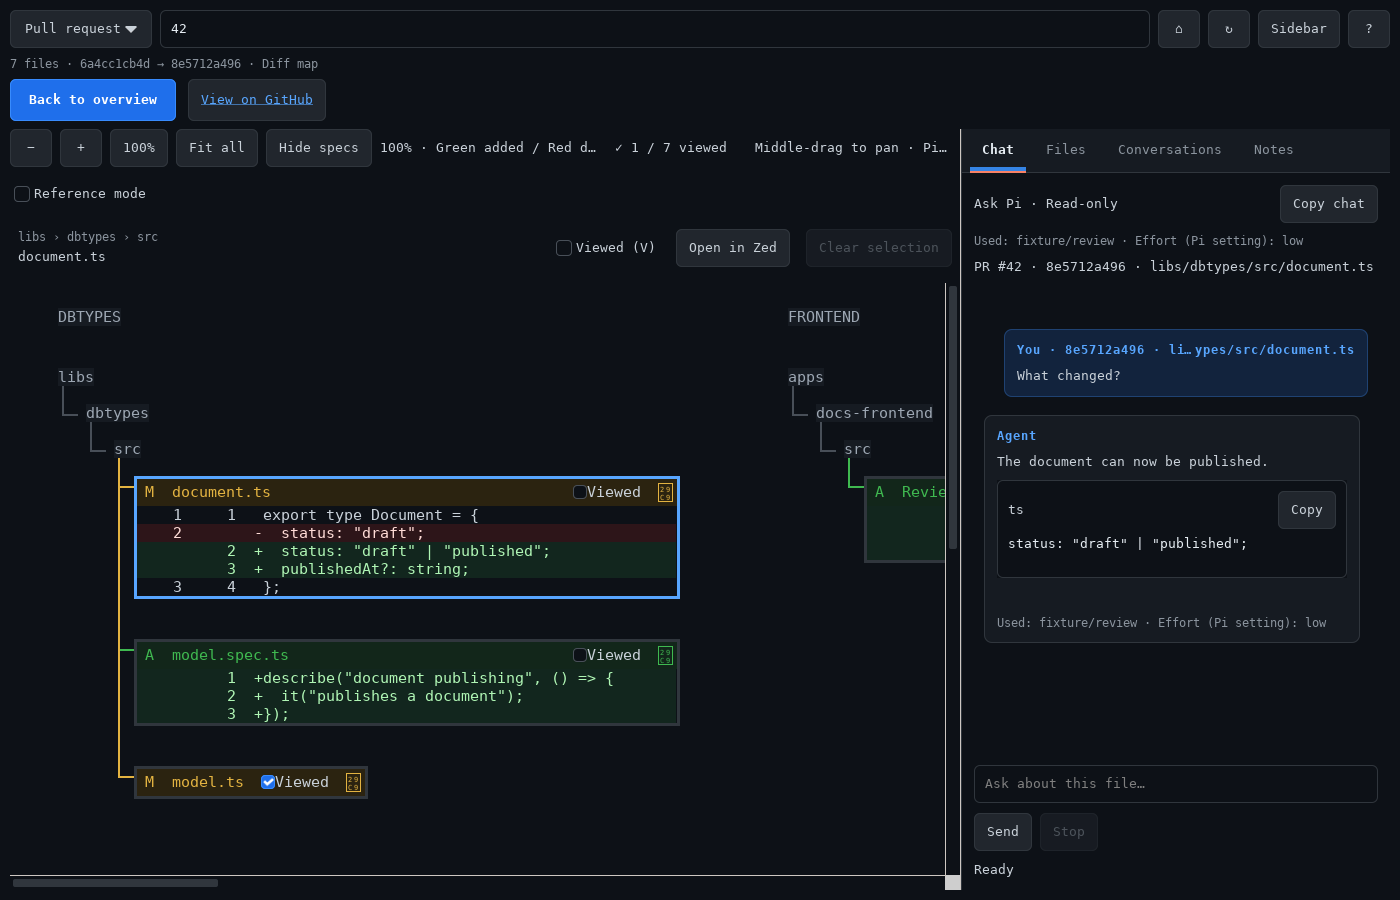 Pull request 42 ⌂ ↻ Sidebar ?
7 files · 6a4cc1cb4d → 8e5712a496 · Diff map
Back to overview View on GitHub
− + 100% Fit all Hide specs 100% · Green added / Red d… ✓ 1 / 7 viewed Middle-drag to pan · Pi…
Reference mode
libs › dbtypes › src
document.ts
Viewed (V) Open in Zed Clear selection
DBTYPES
libs
dbtypes
src
M document.ts Viewed
1 1 export type Document = {
2 - status: "draft";
2 + status: "draft" | "published";
3 + publishedAt?: string;
3 4 };
A model.spec.ts Viewed
1 +describe("document publishing", () => {
2 + it("publishes a document");
3 +});
M model.ts Viewed
FRONTEND
apps
docs-frontend
src
A Revie
Chat Files Conversations Notes
Ask Pi · Read-only Copy chat
Used: fixture/review · Effort (Pi setting): low
PR #42 · 8e5712a496 · libs/dbtypes/src/document.ts
You · 8e5712a496 · li…ypes/src/document.ts
What changed?
Agent
The document can now be published.
ts Copy
status: "draft" | "published";
Used: fixture/review · Effort (Pi setting): low
Ask about this file…
Send Stop
Ready